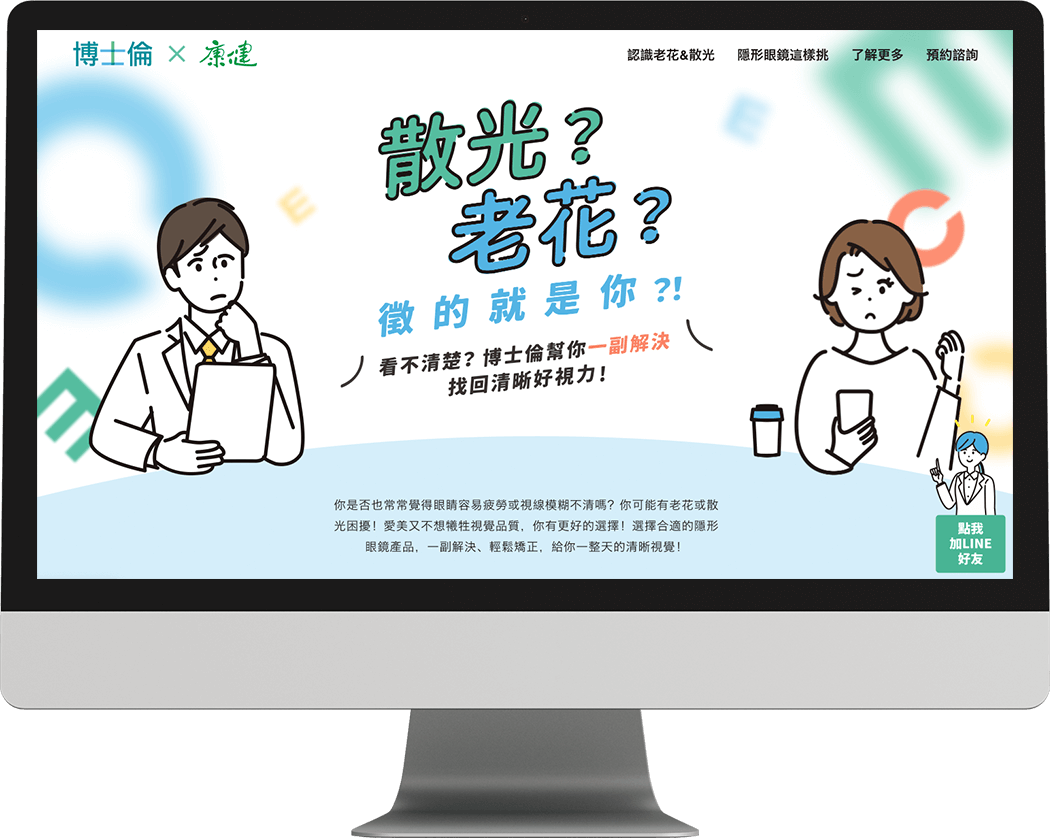 博士倫 × 康健
認識老花&散光 隱形眼鏡這樣挑 了解更多 預約諮詢
散光？
老花？
徵的就是你?!
看不清楚？博士倫幫你一副解決
找回清晰好視力！
E
E
你是否也常常覺得眼睛容易疲勞或視線模糊不清嗎？你可能有老花或散
光困擾！愛美又不想犧牲視覺品質，你有更好的選擇！選擇合適的隱形
眼鏡產品，一副解決、輕鬆矯正，給你一整天的清晰視覺！
點我
加LINE
好友